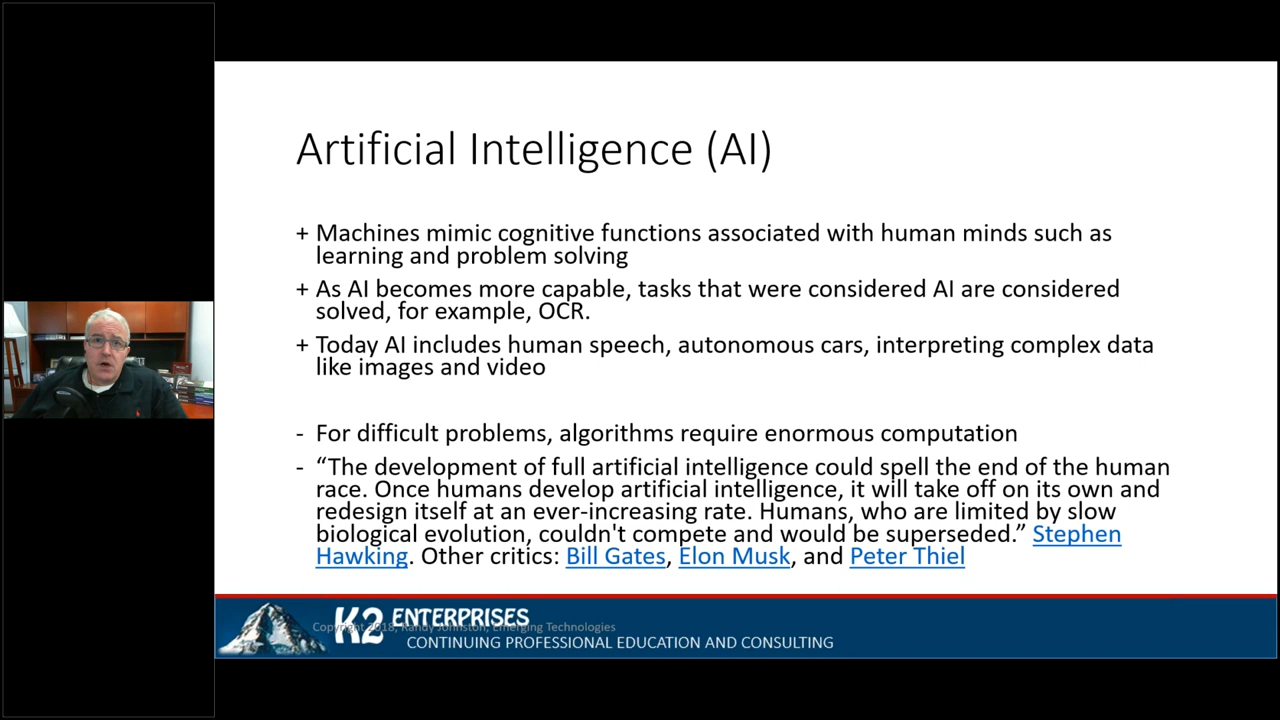 Artificial Intelligence (AI)
+ Machines mimic cognitive functions associated with human minds such as
learning and problem solving
+ As AI becomes more capable, tasks that were considered AI are considered
solved, for example, OCR.
+ Today AI includes human speech, autonomous cars, interpreting complex data
like images and video
- For difficult problems, algorithms require enormous computation
- “The development of full artificial intelligence could spell the end of the human
race. Once humans develop artificial intelligence, it will take off on its own and
redesign itself at an ever-increasing rate. Humans, who are limited by slow
biological evolution, couldn't compete and would be superseded.” Stephen
Hawking. Other critics: Bill Gates, Elon Musk, and Peter Thiel
K2 ENTERPRISES
Copyright 2018, Randy Johnston, Emerging Technologies
CONTINUING PROFESSIONAL EDUCATION AND CONSULTING